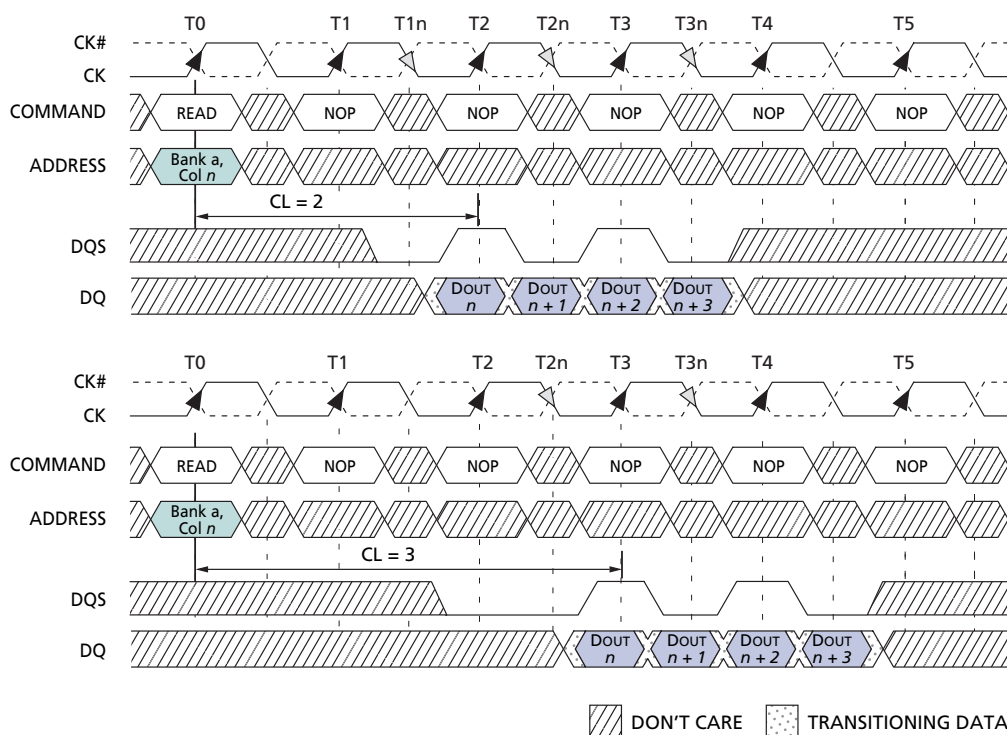 T0 T1 T1n T2 T2n T3 T3n T4 T5
CK#
CK
COMMAND READ NOP NOP NOP NOP NOP
ADDRESS Bank a,
Col n
CL = 2
DQS
DQ DOUT
n DOUT
n + 1 DOUT
n + 2 DOUT
n + 3
T0 T1 T2 T2n T3 T3n T4 T5
CK#
CK
COMMAND READ NOP NOP NOP NOP NOP
ADDRESS Bank a,
Col n
CL = 3
DQS
DQ DOUT
n DOUT
n + 1 DOUT
n + 2 DOUT
n + 3
DON'T CARE TRANSITIONING DATA